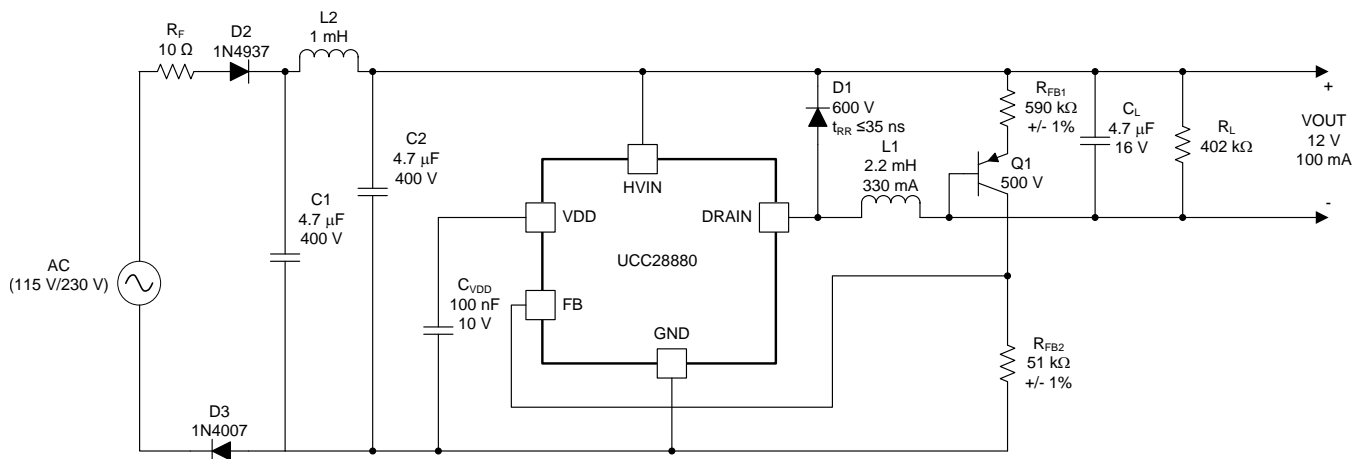 RF
10 Ω
D2
1N4937
L2
1 mH
C1
4.7 μF
400 V
C2
4.7 μF
400 V
AC
(115 V/230 V)
D3
1N4007
CVDD
100 nF
10 V
HVIN
VDD
DRAIN
UCC28880
FB
GND
D1
600 V
tRR ≤35 ns
L1
2.2 mH
330 mA
RFB1
590 kΩ
+/- 1%
Q1
500 V
CL
4.7 μF
16 V
RL
402 kΩ
+
VOUT
12 V
100 mA
-
RFB2
51 kΩ
+/- 1%